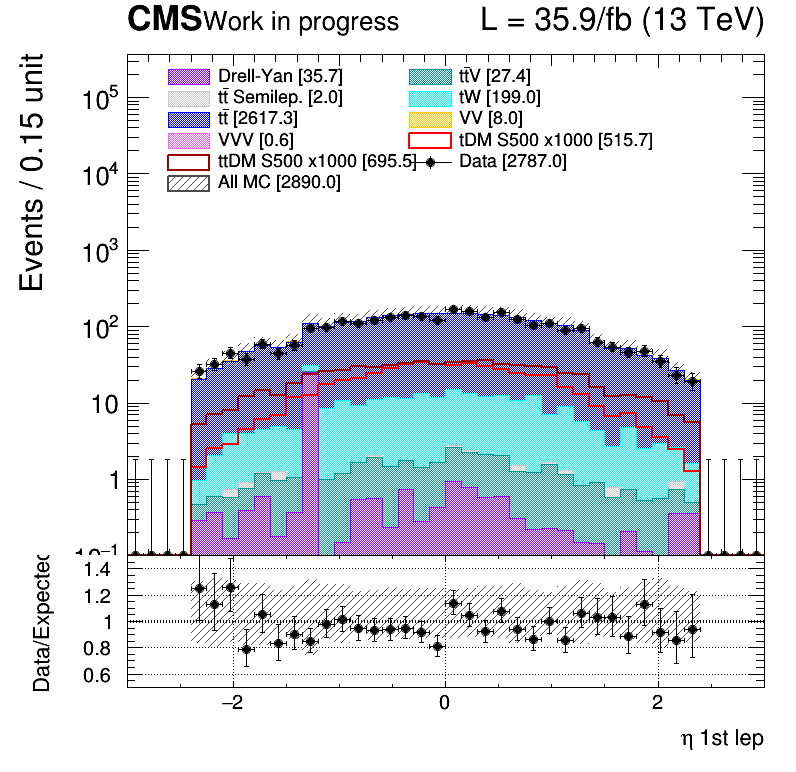 CMS Work in progress L = 35.9/fb (13 TeV)
Events / 0.15 unit
Drell-Yan [35.7] tt̄V [27.4]
tt̄ Semilep. [2.0] tW [199.0]
tt̄ [2617.3] VV [8.0]
VVV [0.6] tDM S500 x1000 [515.7]
ttDM S500 x1000 [695.5] Data [2787.0]
All MC [2890.0]
10⁵
10⁴
10³
10²
10
1
10⁻¹
Data/Expected
1.4
1.2
1
0.8
0.6
−2 0 2
η 1st lep